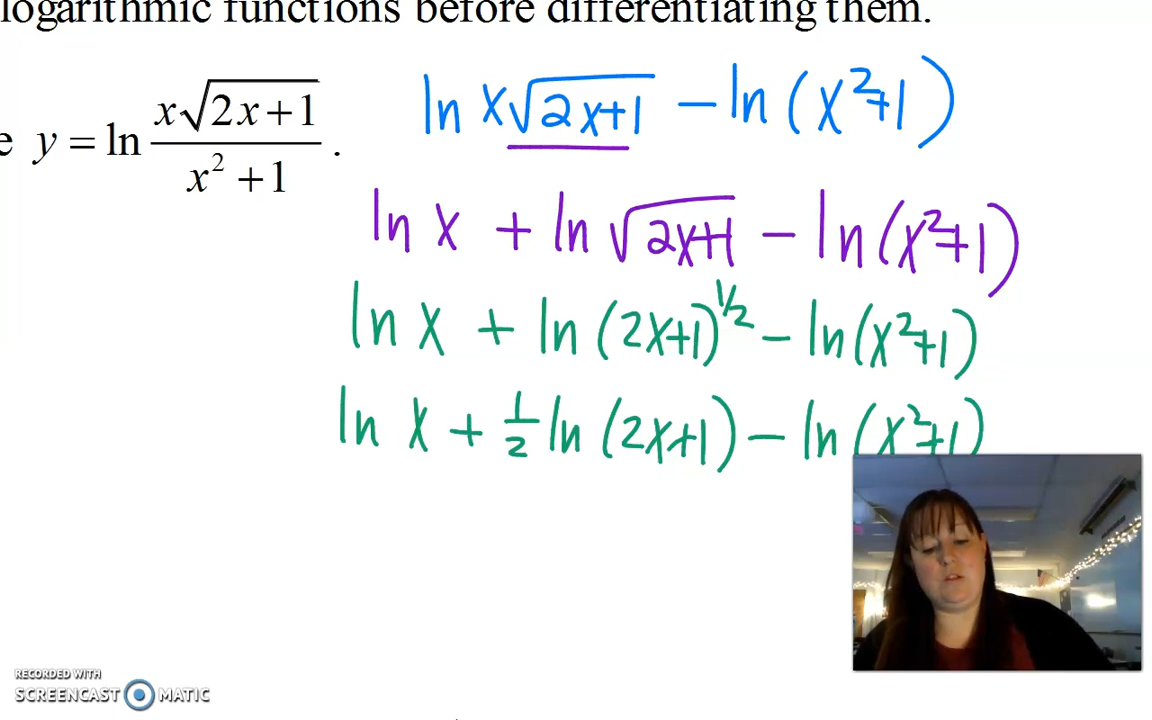 logarithmic functions before differentiating them.
e y = ln x√(2x+1) / (x² + 1) .
ln x√(2x+1) − ln (x²+1)
ln x + ln √(2x+1) − ln (x²+1)
ln x + ln (2x+1)^½ − ln (x²+1)
ln x + ½ ln (2x+1) − ln (x²+1)
RECORDED WITH
SCREENCAST MATIC